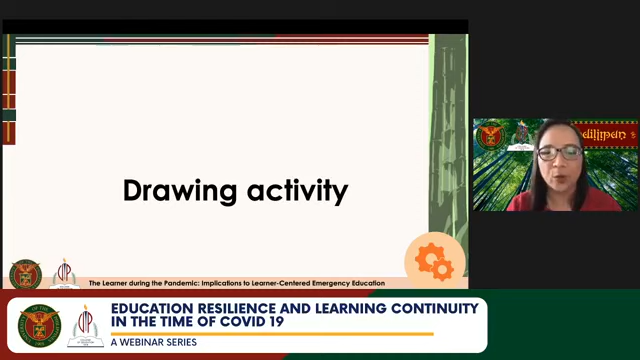 Drawing activity
The Learner during the Pandemic: Implications to Learner-Centered Emergency Education
EDUCATION RESILIENCE AND LEARNING CONTINUITY
IN THE TIME OF COVID 19
A WEBINAR SERIES